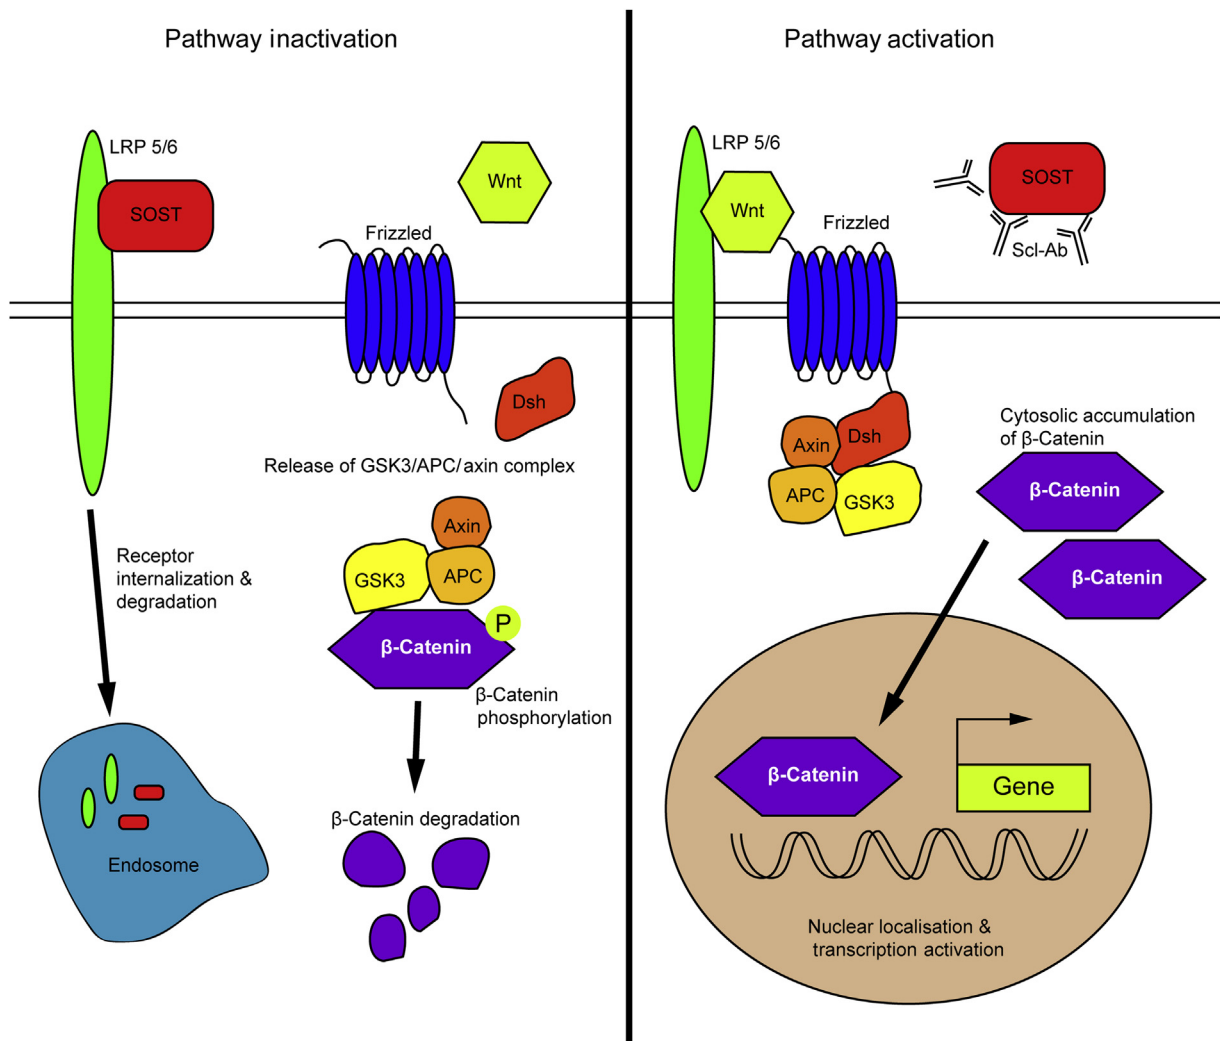 Pathway inactivation
LRP 5/6
SOST
Wnt
Frizzled
Dsh
Release of GSK3/APC/axin complex
Axin
GSK3
APC
P
β-Catenin
β-Catenin
phosphorylation
Receptor
internalization &
degradation
β-Catenin degradation
Endosome
Pathway activation
LRP 5/6
Wnt
SOST
Frizzled
Scl-Ab
Axin
Dsh
APC
GSK3
Cytosolic accumulation
of β-Catenin
β-Catenin
β-Catenin
β-Catenin
Gene
Nuclear localisation &
transcription activation